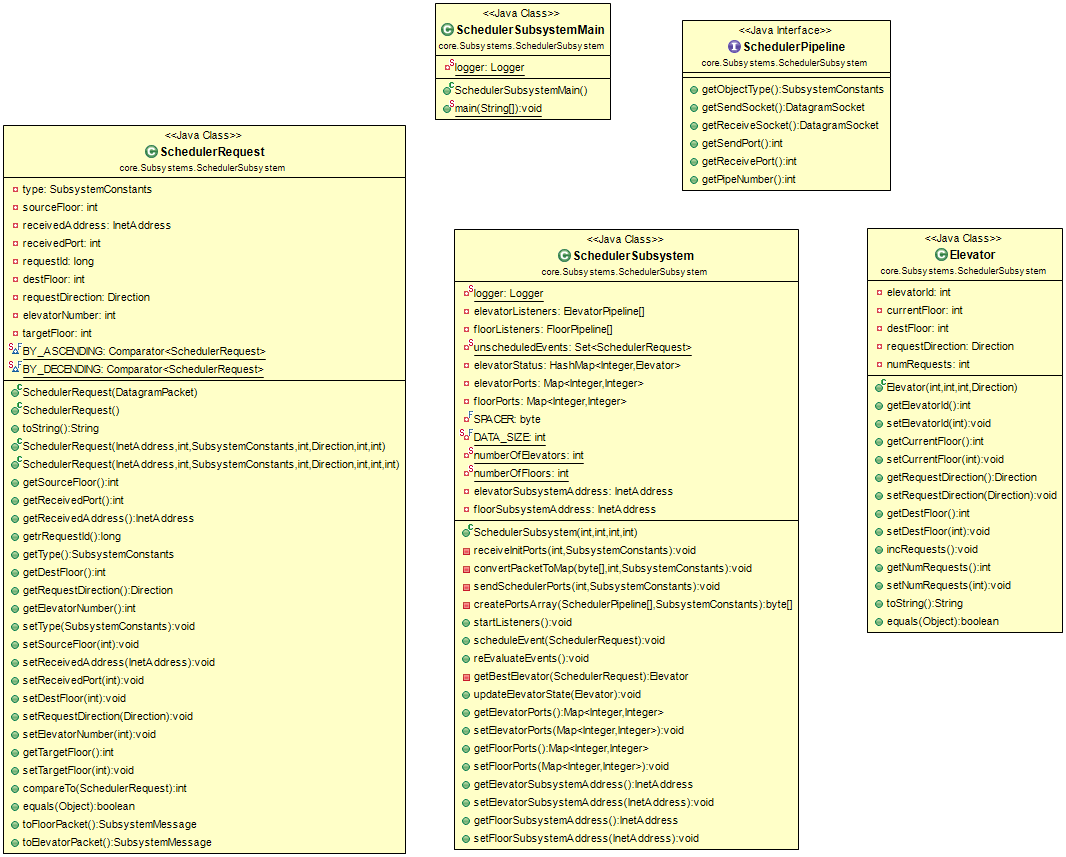 <<Java Class>>
SchedulerSubsystemMain
core.Subsystems.SchedulerSubsystem
logger: Logger
SchedulerSubsystemMain()
main(String[]):void
<<Java Interface>>
SchedulerPipeline
core.Subsystems.SchedulerSubsystem
getObjectType():SubsystemConstants
getSendSocket():DatagramSocket
getReceiveSocket():DatagramSocket
getSendPort():int
getReceivePort():int
getPipeNumber():int
<<Java Class>>
SchedulerRequest
core.Subsystems.SchedulerSubsystem
type: SubsystemConstants
sourceFloor: int
receivedAddress: InetAddress
receivedPort: int
requestId: long
destFloor: int
requestDirection: Direction
elevatorNumber: int
targetFloor: int
BY_ASCENDING: Comparator<SchedulerRequest>
BY_DECENDING: Comparator<SchedulerRequest>
SchedulerRequest(DatagramPacket)
SchedulerRequest()
toString():String
SchedulerRequest(InetAddress,int,SubsystemConstants,int,Direction,int,int)
SchedulerRequest(InetAddress,int,SubsystemConstants,int,Direction,int,int,int)
getSourceFloor():int
getReceivedPort():int
getReceivedAddress():InetAddress
getrRequestId():long
getType():SubsystemConstants
getDestFloor():int
getRequestDirection():Direction
getElevatorNumber():int
setType(SubsystemConstants):void
setSourceFloor(int):void
setReceivedAddress(InetAddress):void
setReceivedPort(int):void
setDestFloor(int):void
setRequestDirection(Direction):void
setElevatorNumber(int):void
getTargetFloor():int
setTargetFloor(int):void
compareTo(SchedulerRequest):int
equals(Object):boolean
toFloorPacket():SubsystemMessage
toElevatorPacket():SubsystemMessage
<<Java Class>>
SchedulerSubsystem
core.Subsystems.SchedulerSubsystem
logger: Logger
elevatorListeners: ElevatorPipeline[]
floorListeners: FloorPipeline[]
unscheduledEvents: Set<SchedulerRequest>
elevatorStatus: HashMap<Integer,Elevator>
elevatorPorts: Map<Integer,Integer>
floorPorts: Map<Integer,Integer>
SPACER: byte
DATA_SIZE: int
numberOfElevators: int
numberOfFloors: int
elevatorSubsystemAddress: InetAddress
floorSubsystemAddress: InetAddress
SchedulerSubsystem(int,int,int,int)
receiveInitPorts(int,SubsystemConstants):void
convertPacketToMap(byte[],int,SubsystemConstants):void
sendSchedulerPorts(int,SubsystemConstants):void
createPortsArray(SchedulerPipeline[],SubsystemConstants):byte[]
startListeners():void
scheduleEvent(SchedulerRequest):void
reEvaluateEvents():void
getBestElevator(SchedulerRequest):Elevator
updateElevatorState(Elevator):void
getElevatorPorts():Map<Integer,Integer>
setElevatorPorts(Map<Integer,Integer>):void
getFloorPorts():Map<Integer,Integer>
setFloorPorts(Map<Integer,Integer>):void
getElevatorSubsystemAddress():InetAddress
setElevatorSubsystemAddress(InetAddress):void
getFloorSubsystemAddress():InetAddress
setFloorSubsystemAddress(InetAddress):void
<<Java Class>>
Elevator
core.Subsystems.SchedulerSubsystem
elevatorId: int
currentFloor: int
destFloor: int
requestDirection: Direction
numRequests: int
Elevator(int,int,int,Direction)
getElevatorId():int
setElevatorId(int):void
getCurrentFloor():int
setCurrentFloor(int):void
getRequestDirection():Direction
setRequestDirection(Direction):void
getDestFloor():int
setDestFloor(int):void
incRequests():void
getNumRequests():int
setNumRequests(int):void
toString():String
equals(Object):boolean